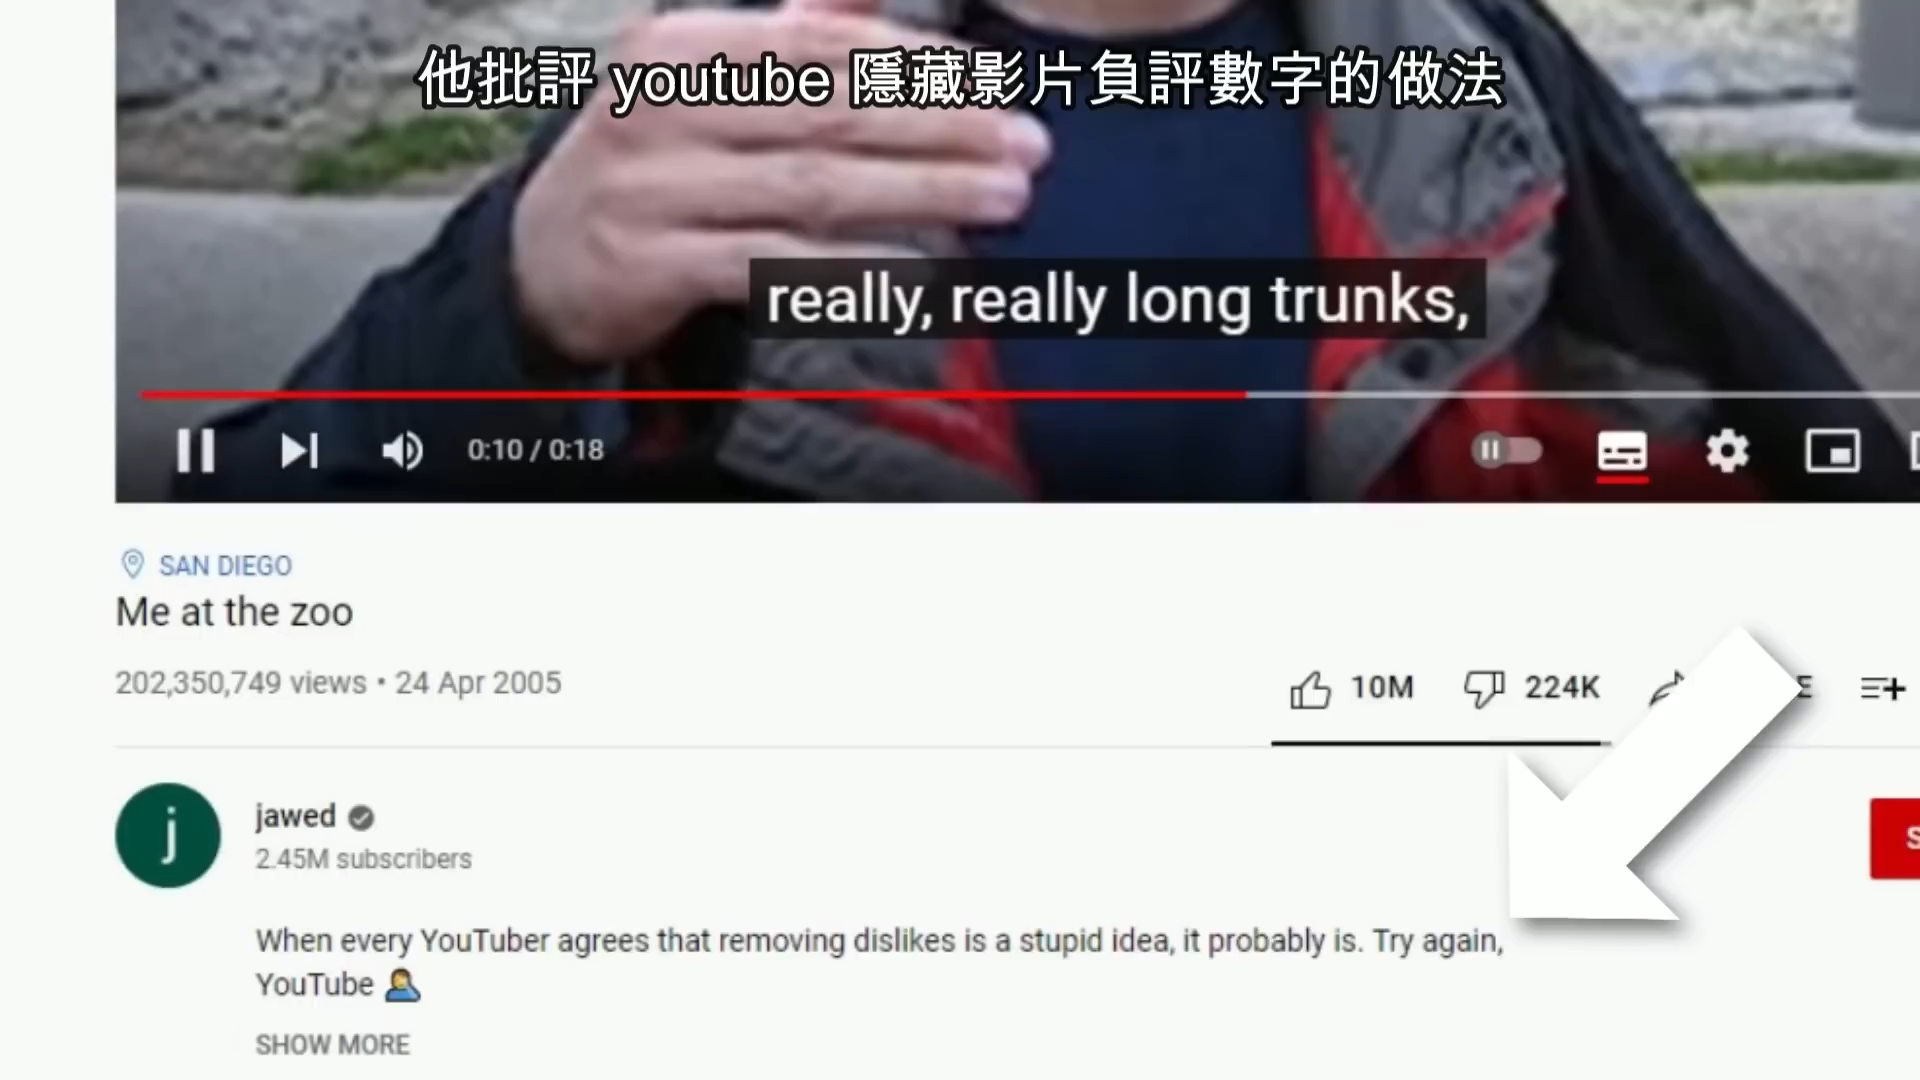 他批評 youtube 隱藏影片負評數字的做法
really, really long trunks,
0:10 / 0:18
SAN DIEGO
Me at the zoo
202,350,749 views • 24 Apr 2005
10M 224K
j
jawed
2.45M subscribers
When every YouTuber agrees that removing dislikes is a stupid idea, it probably is. Try again,
YouTube 🤦‍♂️
SHOW MORE